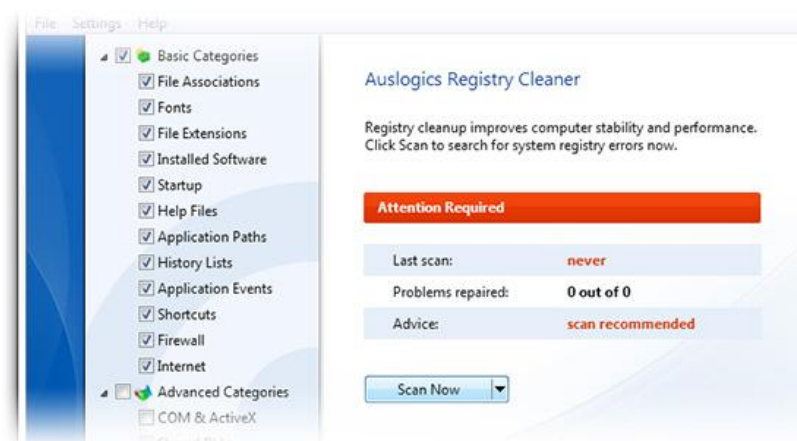 File Settings Help
Basic Categories
File Associations
Fonts
File Extensions
Installed Software
Startup
Help Files
Application Paths
History Lists
Application Events
Shortcuts
Firewall
Internet
Advanced Categories
COM & ActiveX
Auslogics Registry Cleaner
Registry cleanup improves computer stability and performance.
Click Scan to search for system registry errors now.
Attention Required
Last scan: never
Problems repaired: 0 out of 0
Advice: scan recommended
Scan Now